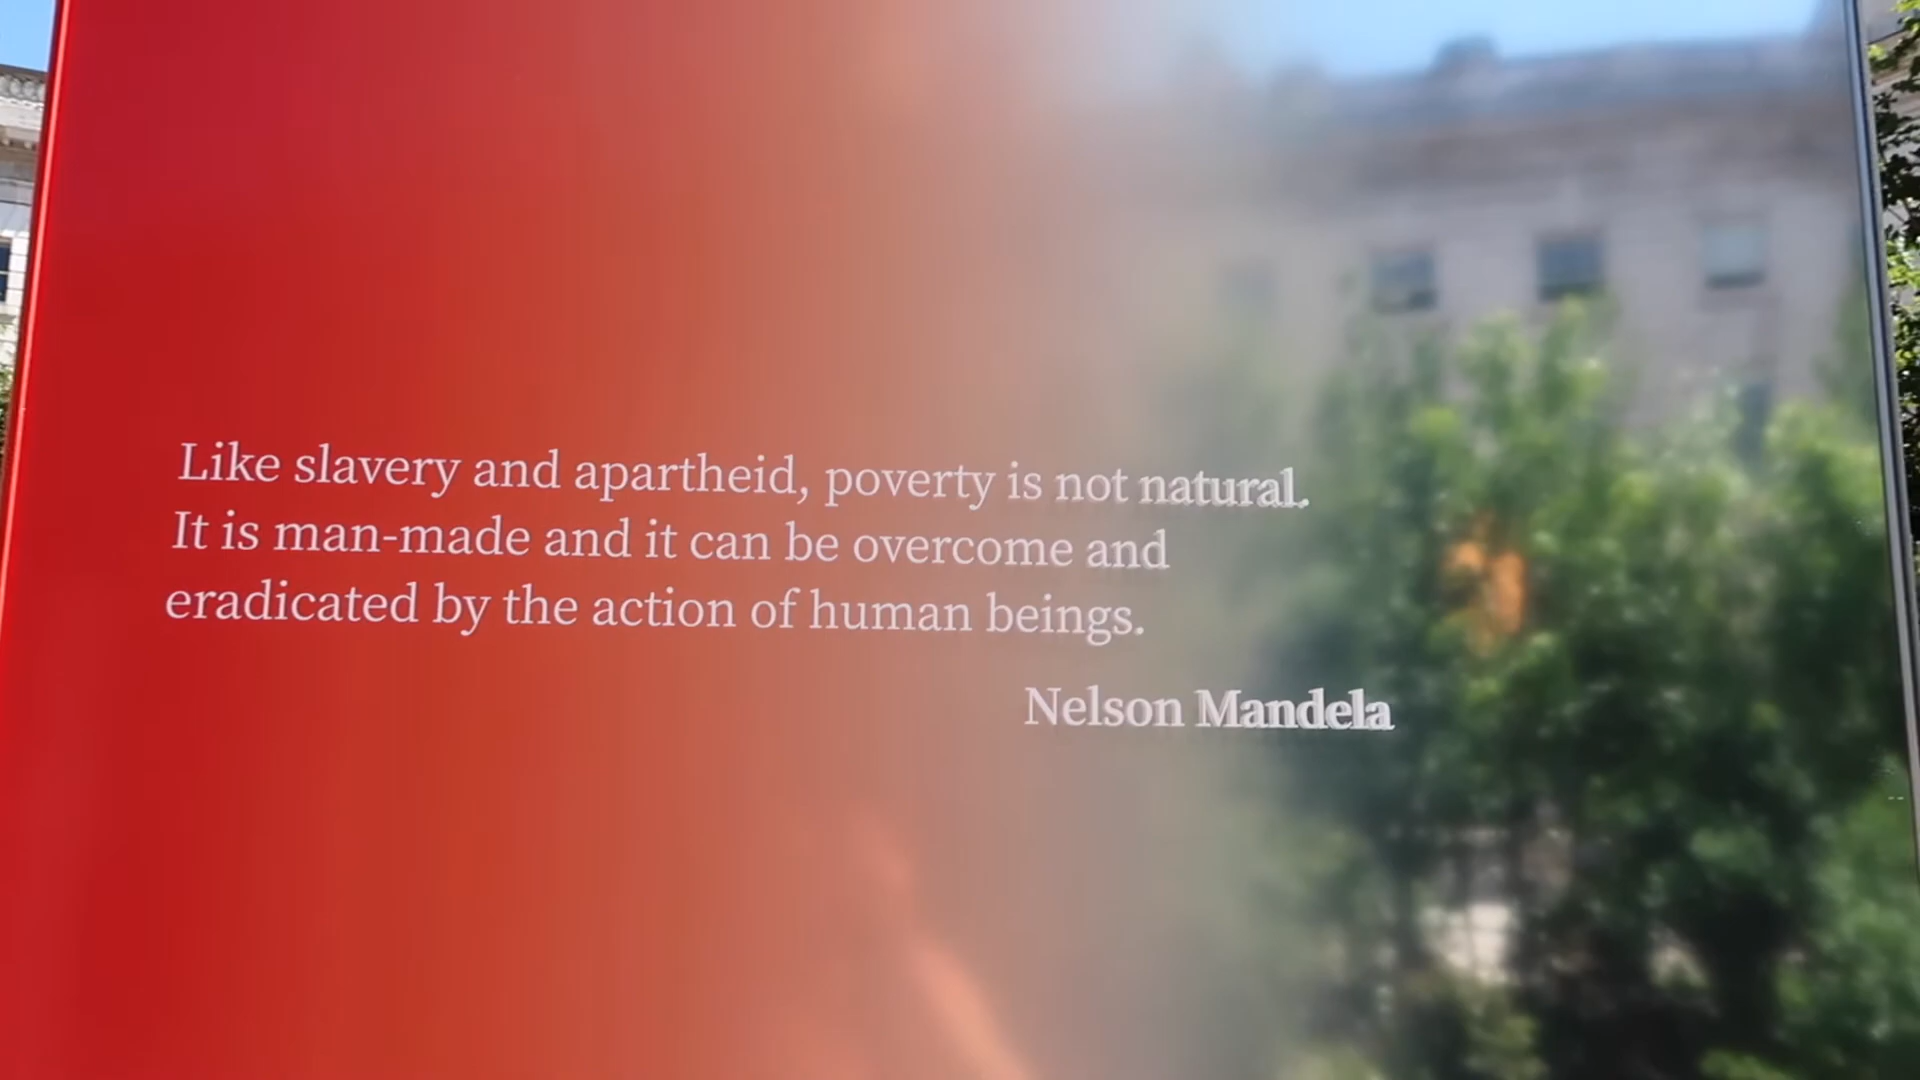 Like slavery and apartheid, poverty is not natural.
It is man-made and it can be overcome and
eradicated by the action of human beings.
Nelson Mandela